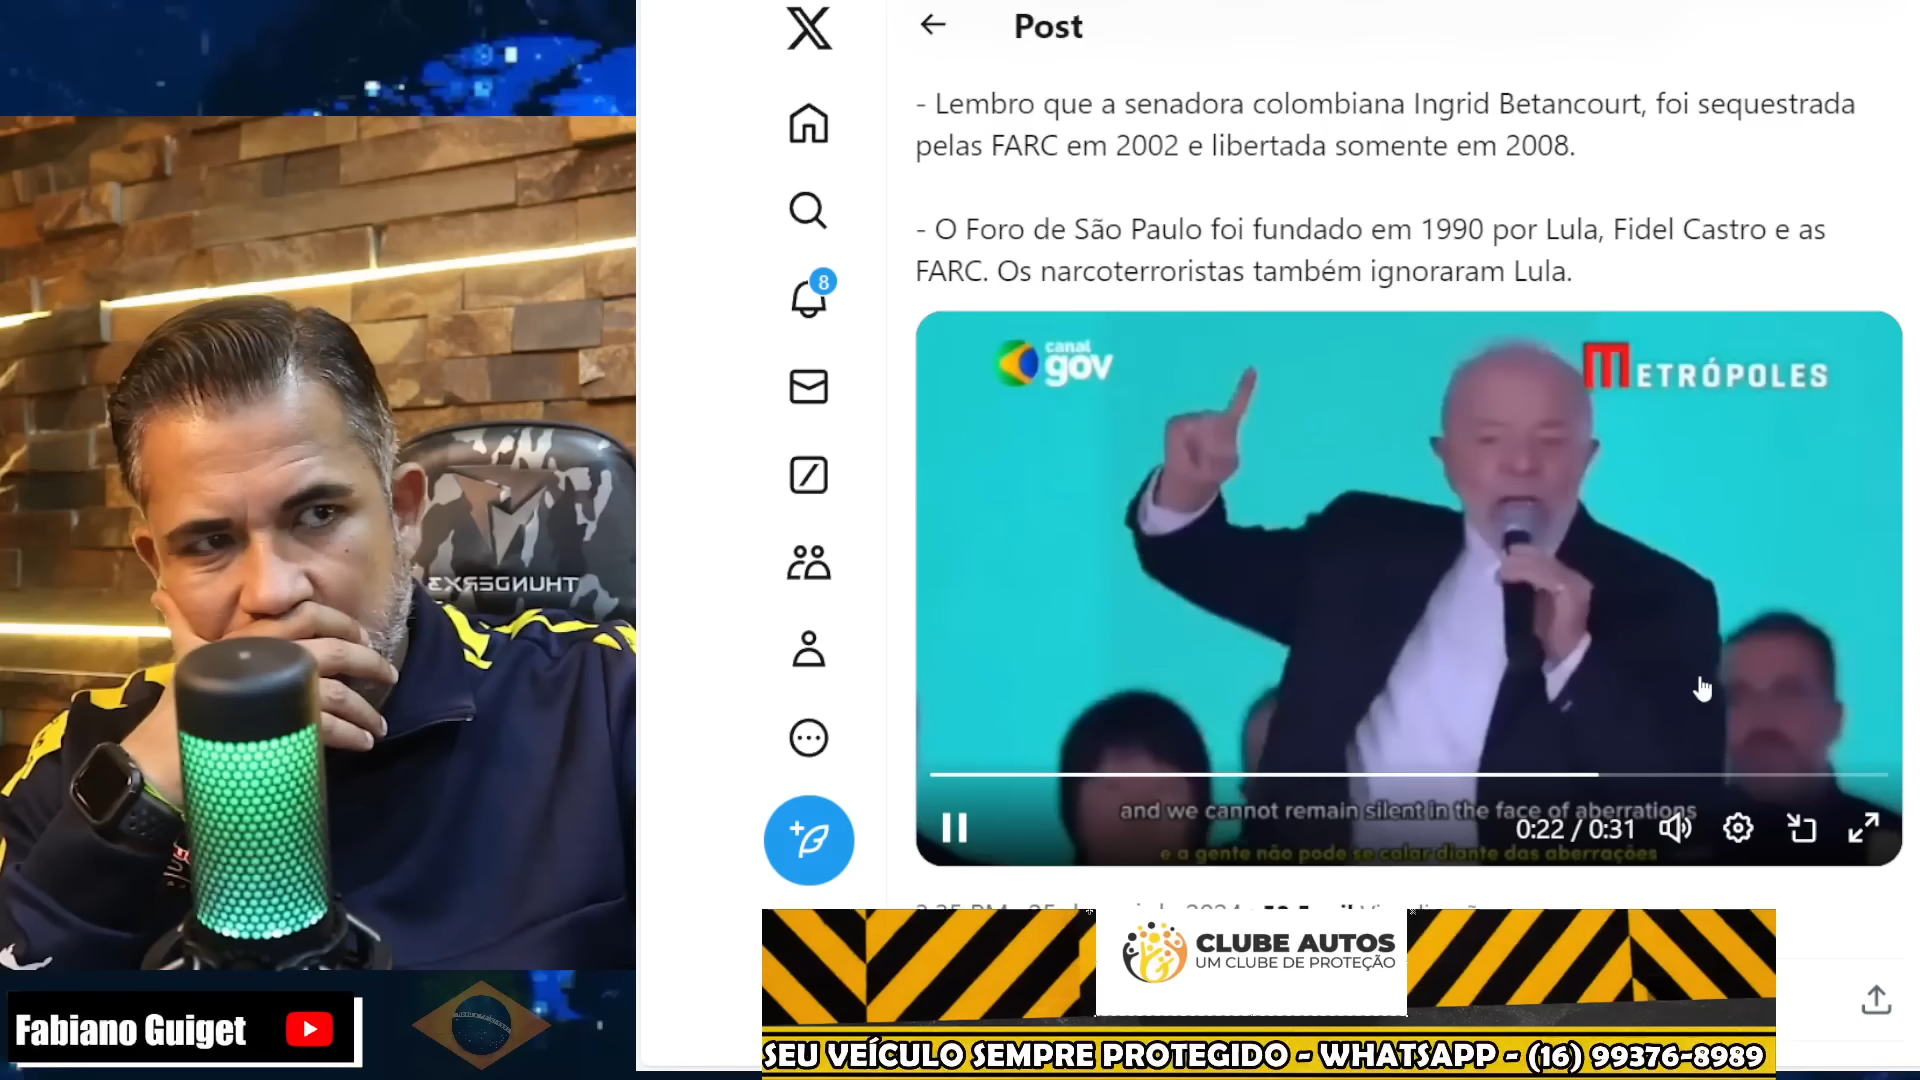 Post
- Lembro que a senadora colombiana Ingrid Betancourt, foi sequestrada
pelas FARC em 2002 e libertada somente em 2008.
- O Foro de São Paulo foi fundado em 1990 por Lula, Fidel Castro e as
FARC. Os narcoterroristas também ignoraram Lula.
8
canal
gov
METRÓPOLES
THUNDERX3
and we cannot remain silent in the face of aberrations
0:22 / 0:31
e a gente não pode se calar diante das aberrações
CLUBE AUTOS
UM CLUBE DE PROTEÇÃO
Fabiano Guiget
SEU VEÍCULO SEMPRE PROTEGIDO - WHATSAPP - (16) 99376-8989